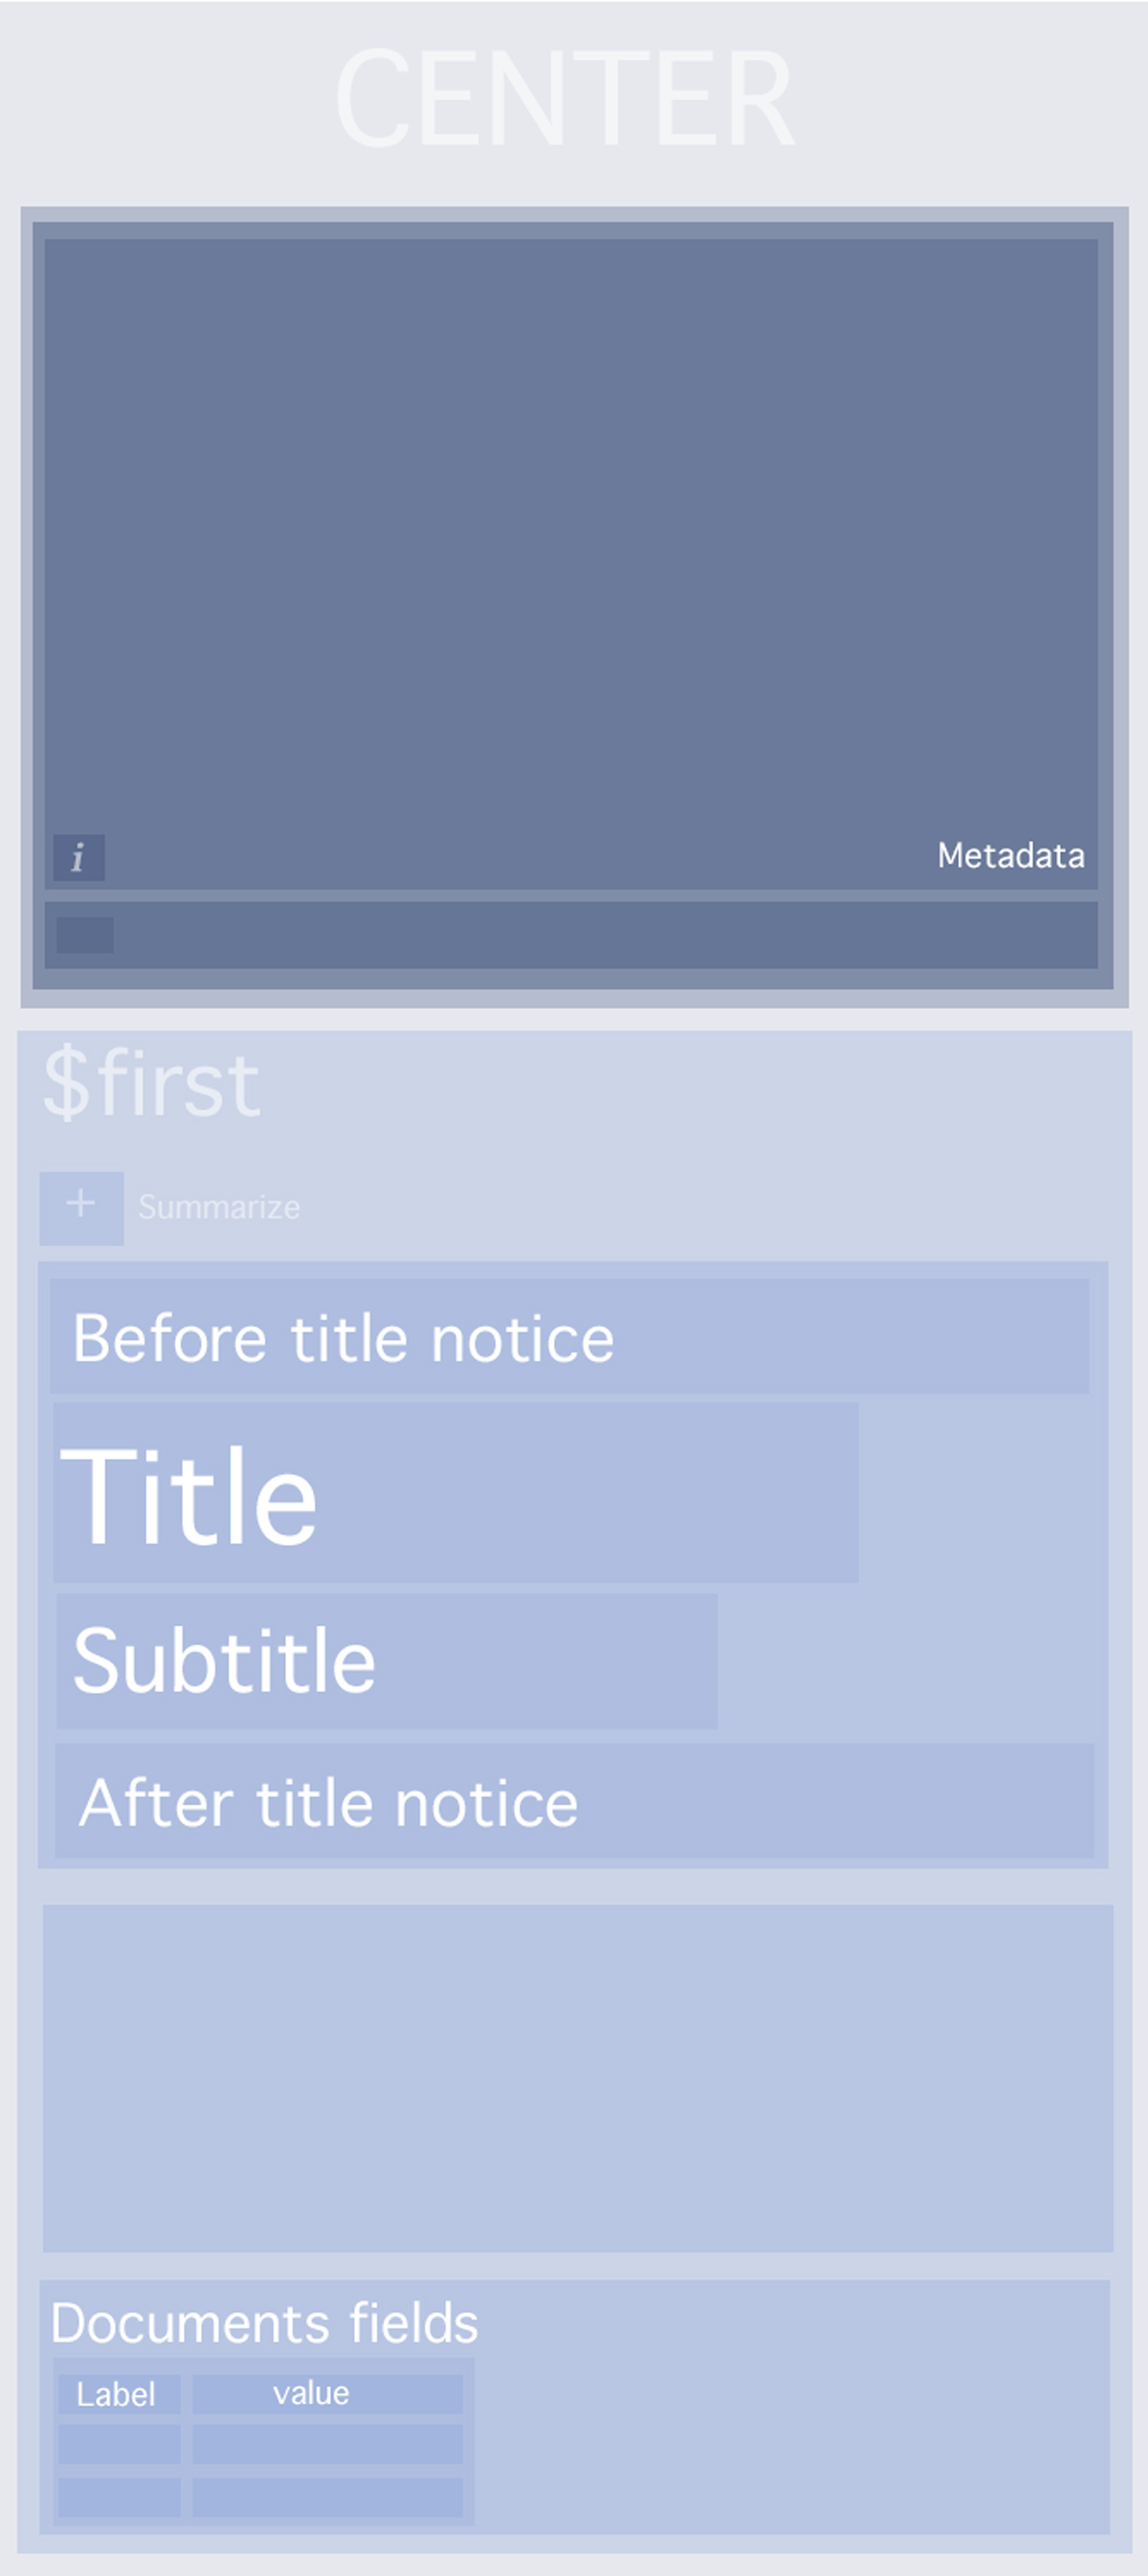 CENTER
i
Metadata
$first
+ Summarize
Before title notice
Title
Subtitle
After title notice
Documents fields
Label value